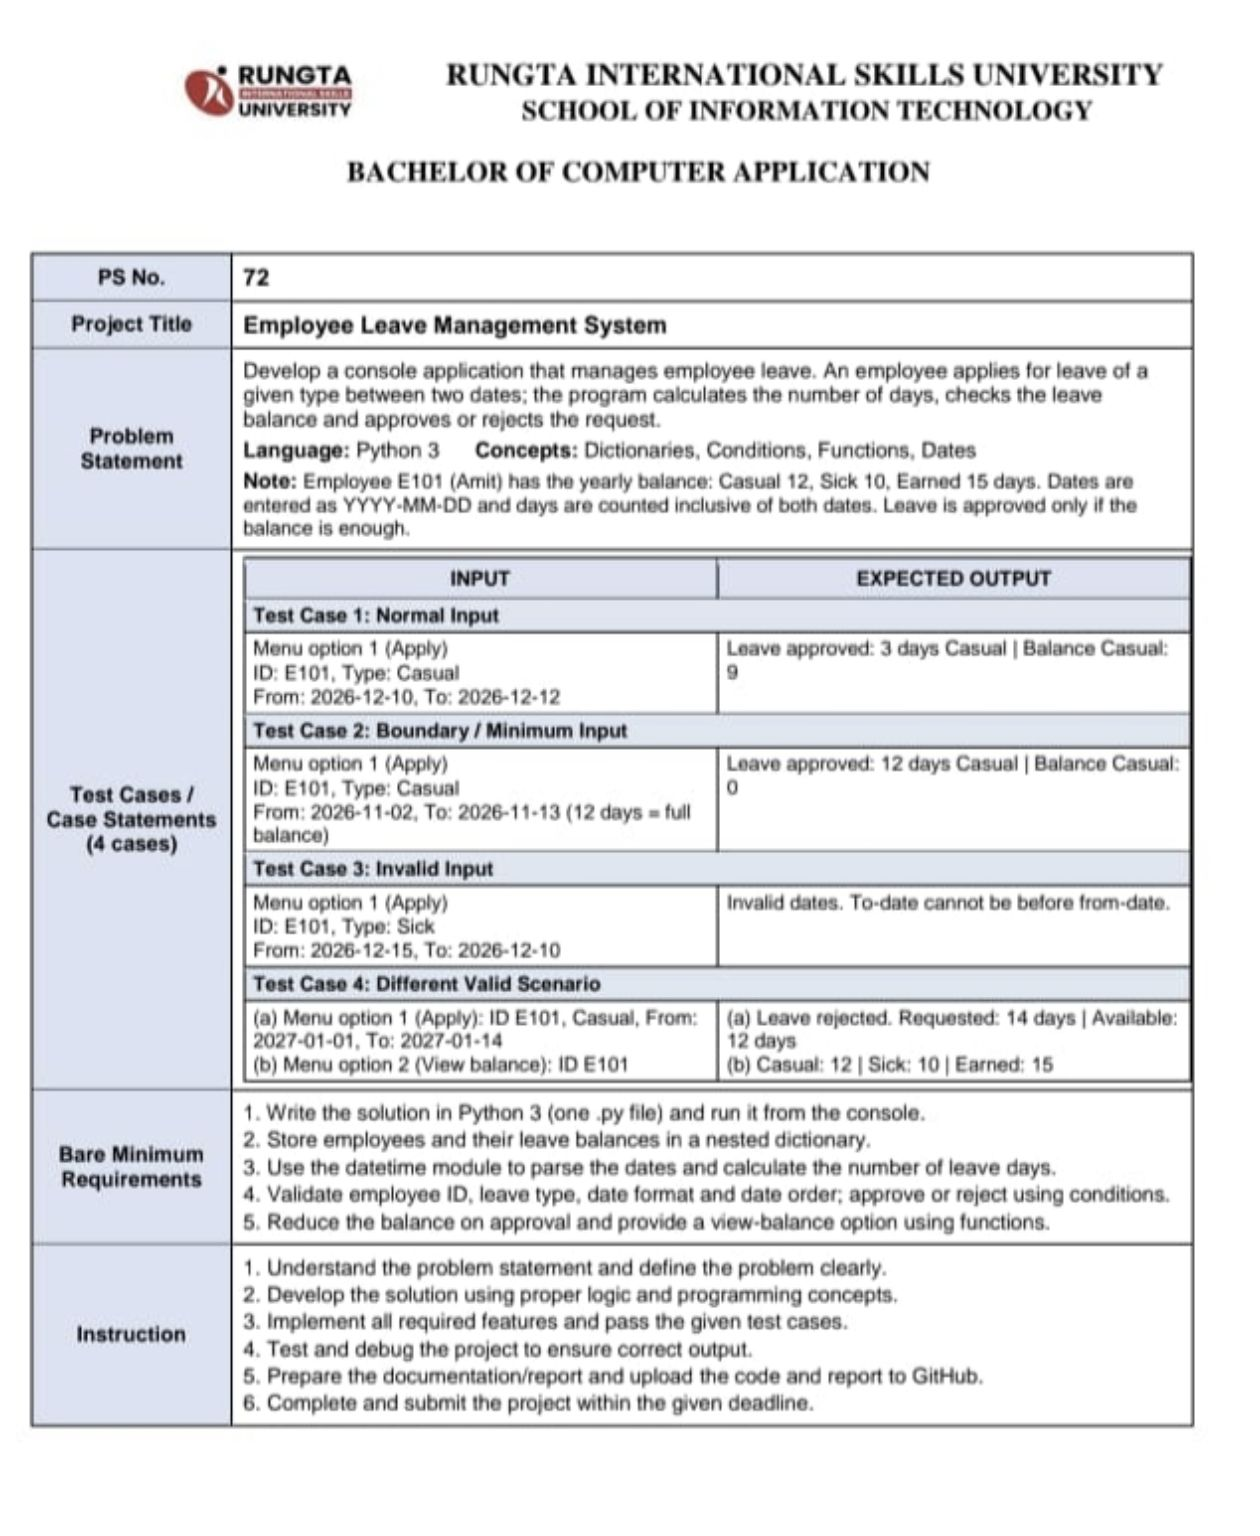 RUNGTA
INTERNATIONAL SKILLS
UNIVERSITY
RUNGTA INTERNATIONAL SKILLS UNIVERSITY
SCHOOL OF INFORMATION TECHNOLOGY
BACHELOR OF COMPUTER APPLICATION
PS No.
72
Project Title
Employee Leave Management System
Problem
Statement
Develop a console application that manages employee leave. An employee applies for leave of a
given type between two dates; the program calculates the number of days, checks the leave
balance and approves or rejects the request.
Language: Python 3 Concepts: Dictionaries, Conditions, Functions, Dates
Note: Employee E101 (Amit) has the yearly balance: Casual 12, Sick 10, Earned 15 days. Dates are
entered as YYYY-MM-DD and days are counted inclusive of both dates. Leave is approved only if the
balance is enough.
Test Cases /
Case Statements
(4 cases)
INPUT
EXPECTED OUTPUT
Test Case 1: Normal Input
Menu option 1 (Apply)
ID: E101, Type: Casual
From: 2026-12-10, To: 2026-12-12
Leave approved: 3 days Casual | Balance Casual:
9
Test Case 2: Boundary / Minimum Input
Menu option 1 (Apply)
ID: E101, Type: Casual
From: 2026-11-02, To: 2026-11-13 (12 days = full
balance)
Leave approved: 12 days Casual | Balance Casual:
0
Test Case 3: Invalid Input
Menu option 1 (Apply)
ID: E101, Type: Sick
From: 2026-12-15, To: 2026-12-10
Invalid dates. To-date cannot be before from-date.
Test Case 4: Different Valid Scenario
(a) Menu option 1 (Apply): ID E101, Casual, From:
2027-01-01, To: 2027-01-14
(b) Menu option 2 (View balance): ID E101
(a) Leave rejected. Requested: 14 days | Available:
12 days
(b) Casual: 12 | Sick: 10 | Earned: 15
Bare Minimum
Requirements
1. Write the solution in Python 3 (one .py file) and run it from the console.
2. Store employees and their leave balances in a nested dictionary.
3. Use the datetime module to parse the dates and calculate the number of leave days.
4. Validate employee ID, leave type, date format and date order; approve or reject using conditions.
5. Reduce the balance on approval and provide a view-balance option using functions.
Instruction
1. Understand the problem statement and define the problem clearly.
2. Develop the solution using proper logic and programming concepts.
3. Implement all required features and pass the given test cases.
4. Test and debug the project to ensure correct output.
5. Prepare the documentation/report and upload the code and report to GitHub.
6. Complete and submit the project within the given deadline.